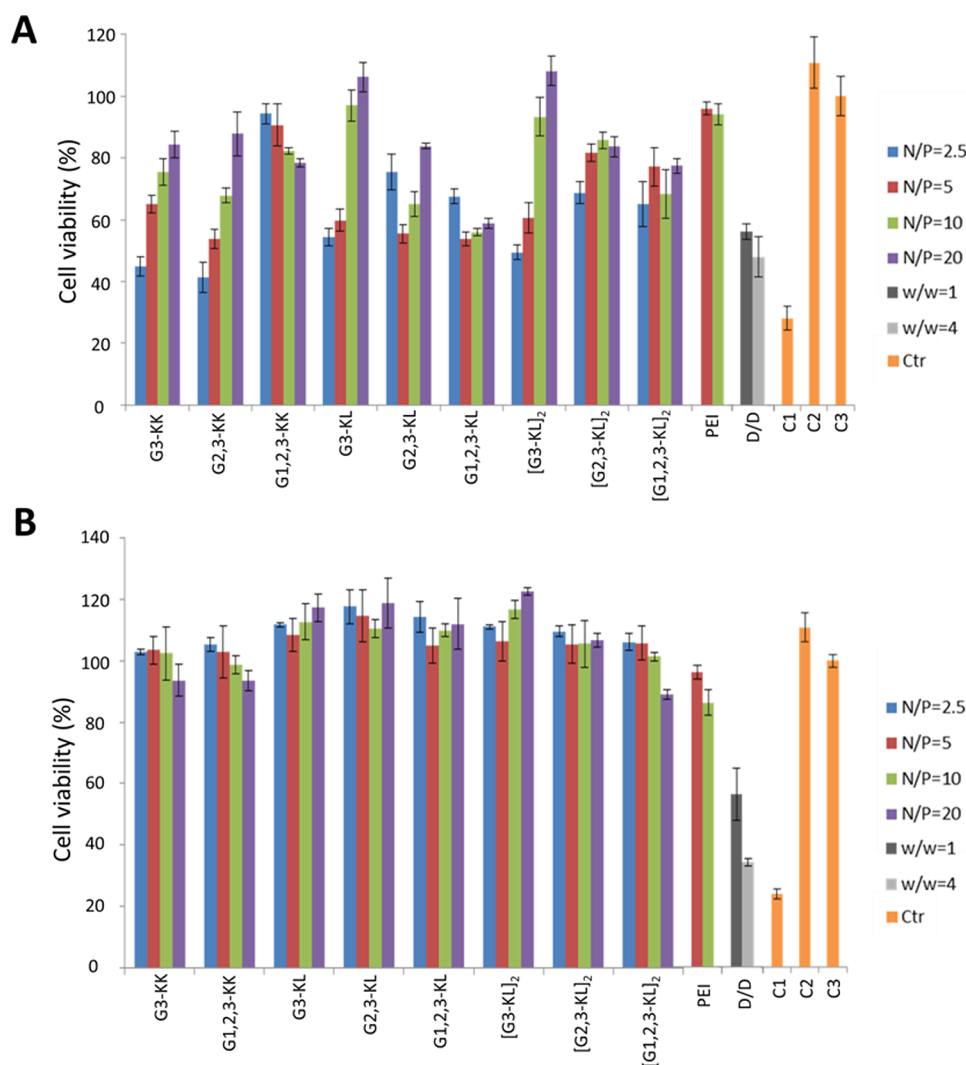 A
Cell viability (%)
120
100
80
60
40
20
0
G3-KK
G2,3-KK
G1,2,3-KK
G3-KL
G2,3-KL
G1,2,3-KL
[G3-KL]₂
[G2,3-KL]₂
[G1,2,3-KL]₂
PEI
D/D
C1
C2
C3
N/P=2.5
N/P=5
N/P=10
N/P=20
w/w=1
w/w=4
Ctr
B
Cell viability (%)
140
120
100
80
60
40
20
0
G3-KK
G1,2,3-KK
G3-KL
G2,3-KL
G1,2,3-KL
[G3-KL]₂
[G2,3-KL]₂
[G1,2,3-KL]₂
PEI
D/D
C1
C2
C3
N/P=2.5
N/P=5
N/P=10
N/P=20
w/w=1
w/w=4
Ctr